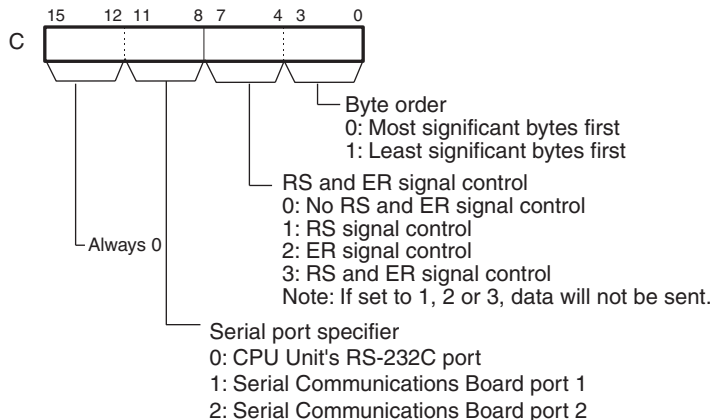 15 12 11 8 7 4 3 0
C
Byte order
0: Most significant bytes first
1: Least significant bytes first
RS and ER signal control
0: No RS and ER signal control
1: RS signal control
2: ER signal control
3: RS and ER signal control
Note: If set to 1, 2 or 3, data will not be sent.
Always 0
Serial port specifier
0: CPU Unit's RS-232C port
1: Serial Communications Board port 1
2: Serial Communications Board port 2